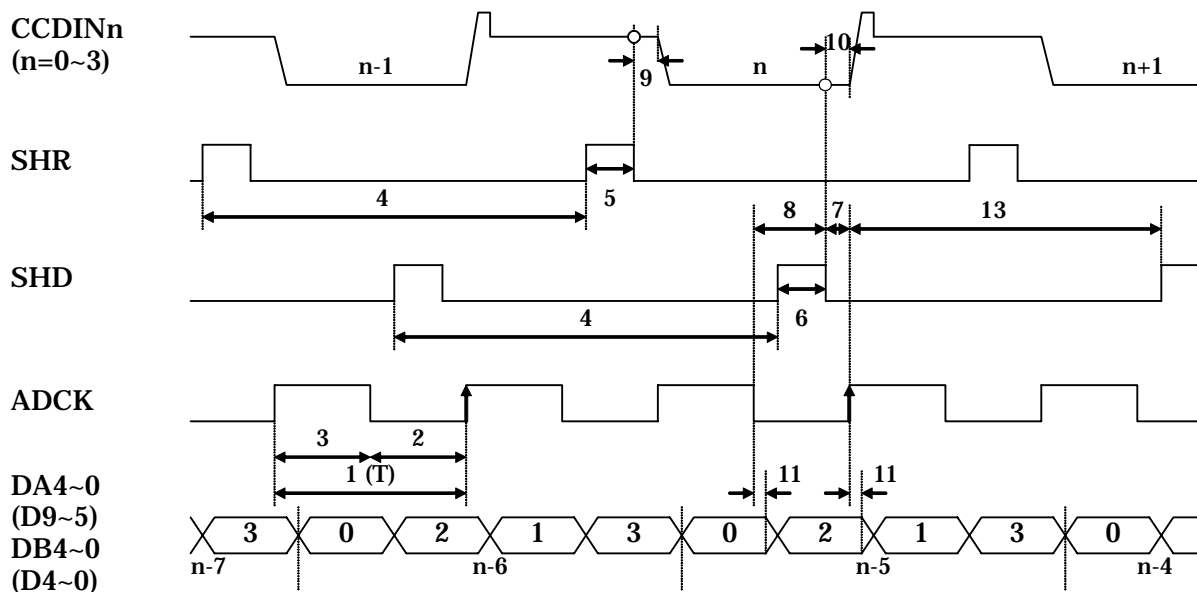 CCDINn
(n=0~3)
n-1
9
n
10
n+1
SHR
4
5
8
7
13
SHD
4
6
ADCK
3
2
1 (T)
11
11
DA4~0
(D9~5)
DB4~0
(D4~0)
3
0
2
1
3
0
2
1
3
0
n-7
n-6
n-5
n-4